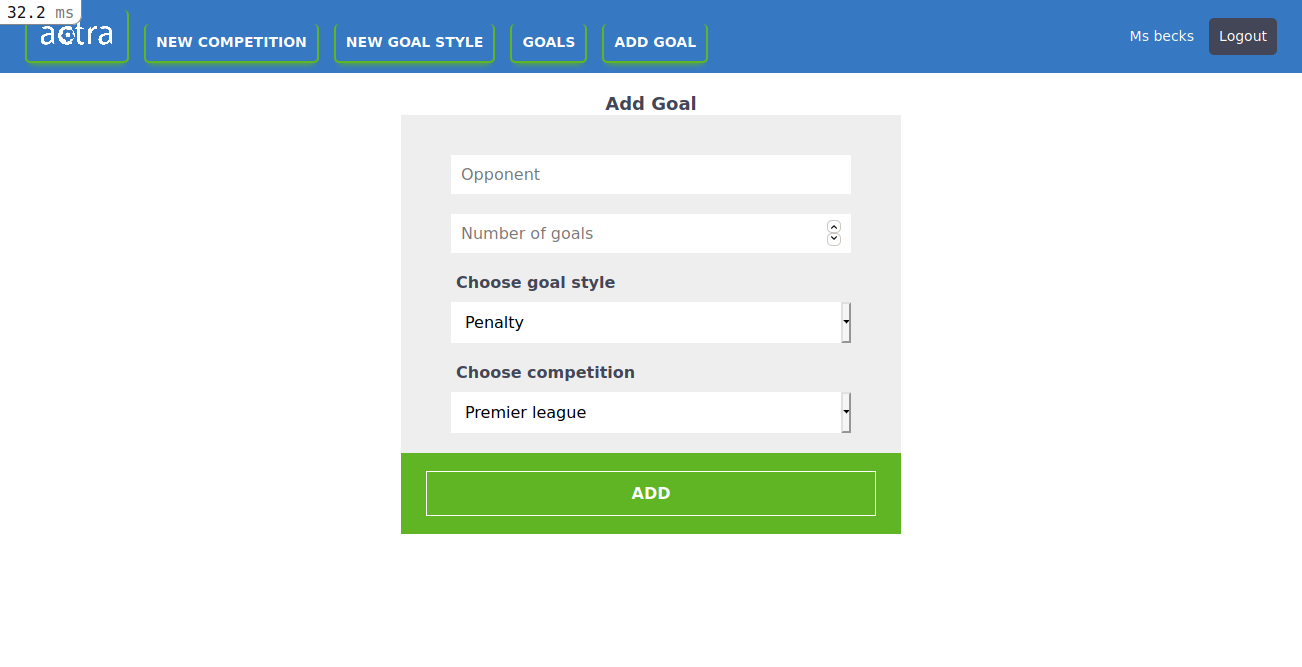 32.2 ms
aotra
NEW COMPETITION
NEW GOAL STYLE
GOALS
ADD GOAL
Ms becks
Logout
Add Goal
Opponent
Number of goals
Choose goal style
Penalty
Choose competition
Premier league
ADD